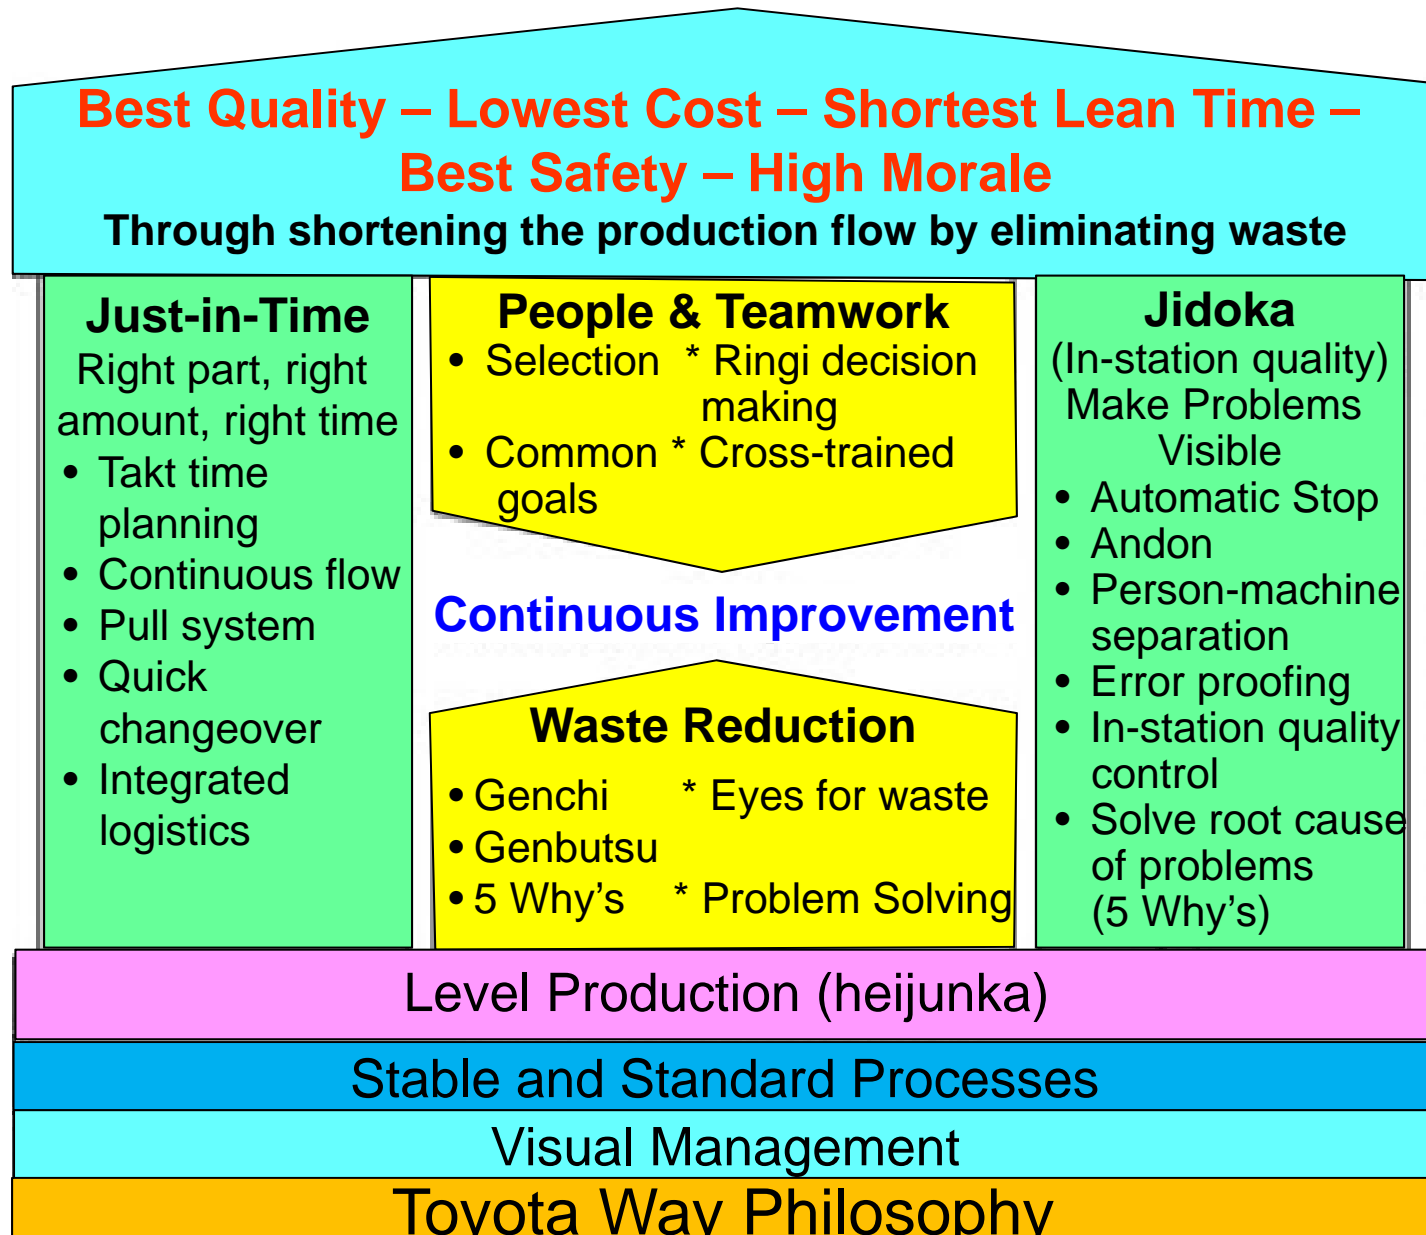 Best Quality – Lowest Cost – Shortest Lean Time –
Best Safety – High Morale
Through shortening the production flow by eliminating waste
Just-in-Time
Right part, right
amount, right time
• Takt time
planning
• Continuous flow
• Pull system
• Quick
changeover
• Integrated
logistics
People & Teamwork
• Selection * Ringi decision
making
• Common * Cross-trained
goals
Continuous Improvement
Waste Reduction
• Genchi * Eyes for waste
• Genbutsu
• 5 Why's * Problem Solving
Jidoka
(In-station quality)
Make Problems
Visible
• Automatic Stop
• Andon
• Person-machine
separation
• Error proofing
• In-station quality
control
• Solve root cause
of problems
(5 Why's)
Level Production (heijunka)
Stable and Standard Processes
Visual Management
Toyota Way Philosophy